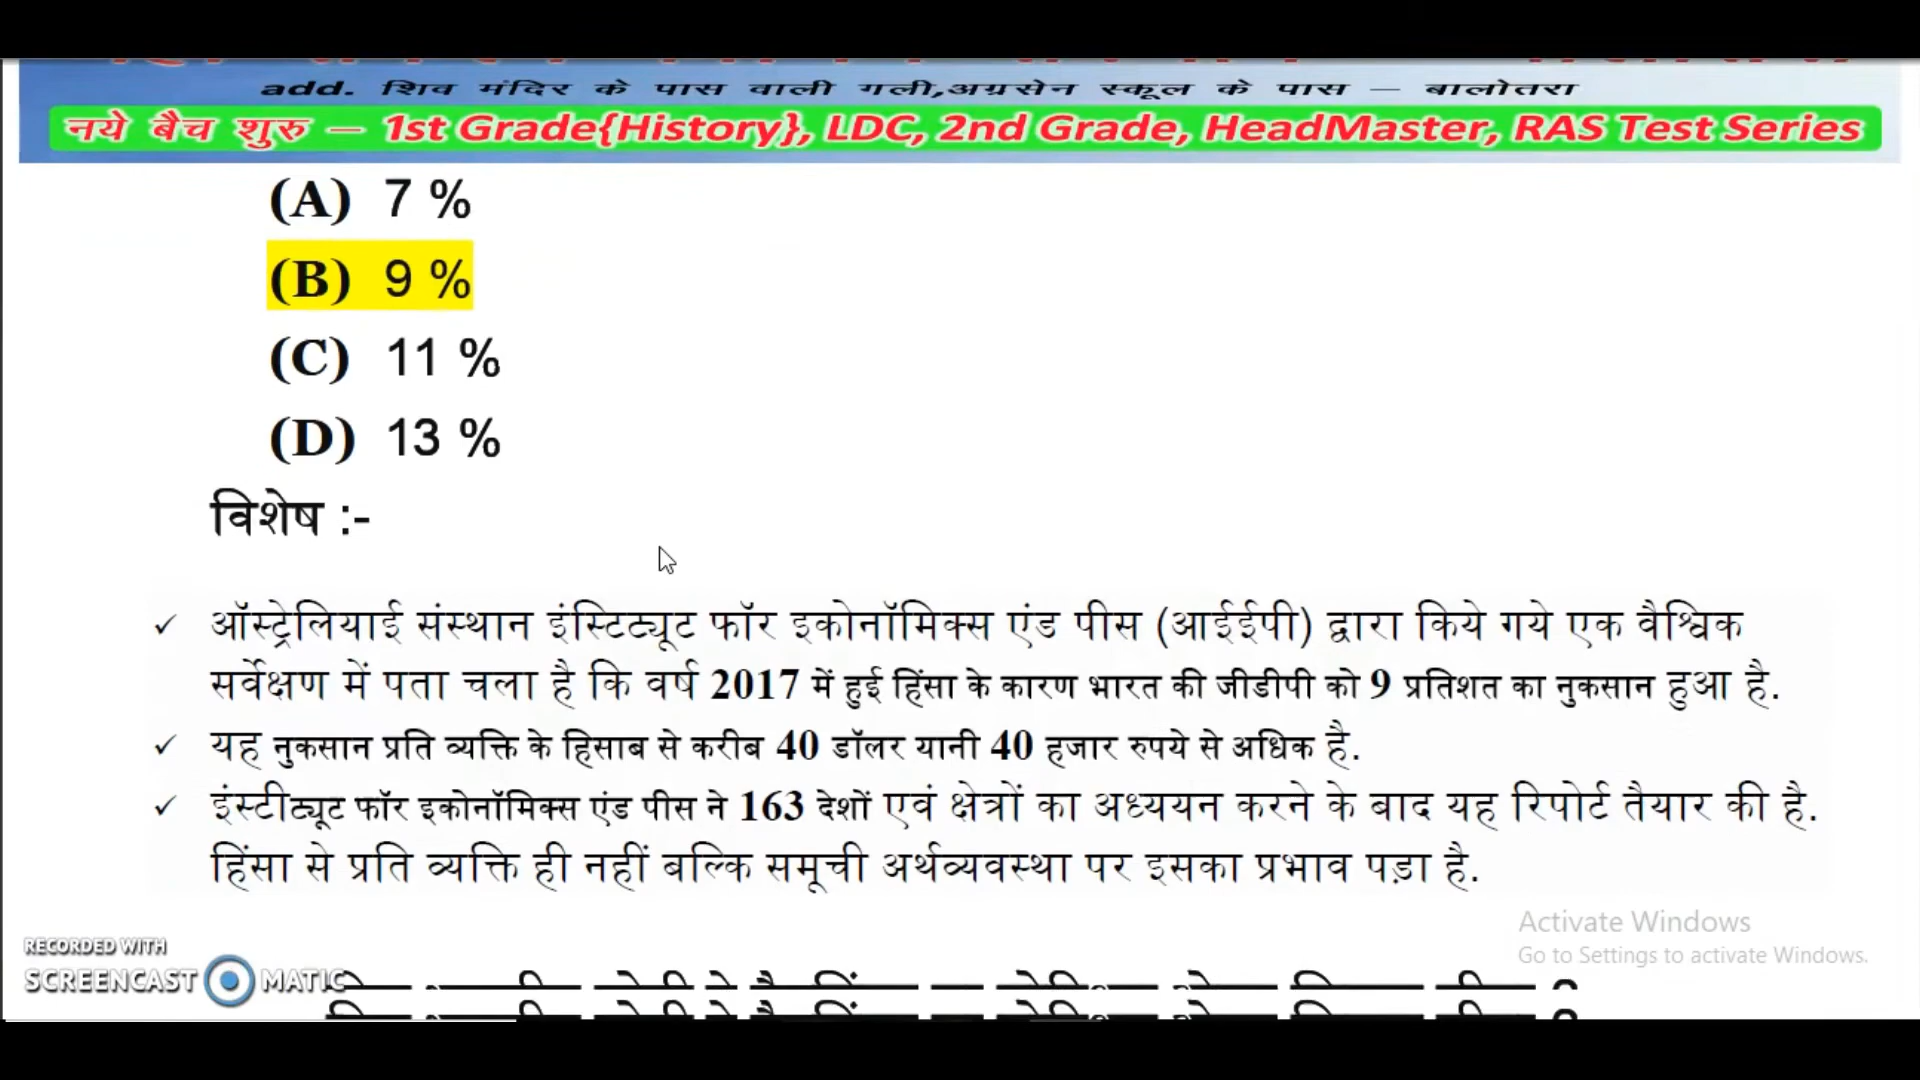 add. शिव मंदिर के पास वाली गली,अग्रसेन स्कूल के पास – बालोतरा
नये बैच शुरु – 1st Grade{History}, LDC, 2nd Grade, HeadMaster, RAS Test Series
(A) 7 %
(B) 9 %
(C) 11 %
(D) 13 %
विशेष :-
✓ ऑस्ट्रेलियाई संस्थान इंस्टिट्यूट फॉर इकोनॉमिक्स एंड पीस (आईईपी) द्वारा किये गये एक वैश्विक
सर्वेक्षण में पता चला है कि वर्ष 2017 में हुई हिंसा के कारण भारत की जीडीपी को 9 प्रतिशत का नुकसान हुआ है.
✓ यह नुकसान प्रति व्यक्ति के हिसाब से करीब 40 डॉलर यानी 40 हजार रुपये से अधिक है.
✓ इंस्टीट्यूट फॉर इकोनॉमिक्स एंड पीस ने 163 देशों एवं क्षेत्रों का अध्ययन करने के बाद यह रिपोर्ट तैयार की है.
हिंसा से प्रति व्यक्ति ही नहीं बल्कि समूची अर्थव्यवस्था पर इसका प्रभाव पड़ा है.
Activate Windows
Go to Settings to activate Windows.
RECORDED WITH
SCREENCAST MATIC